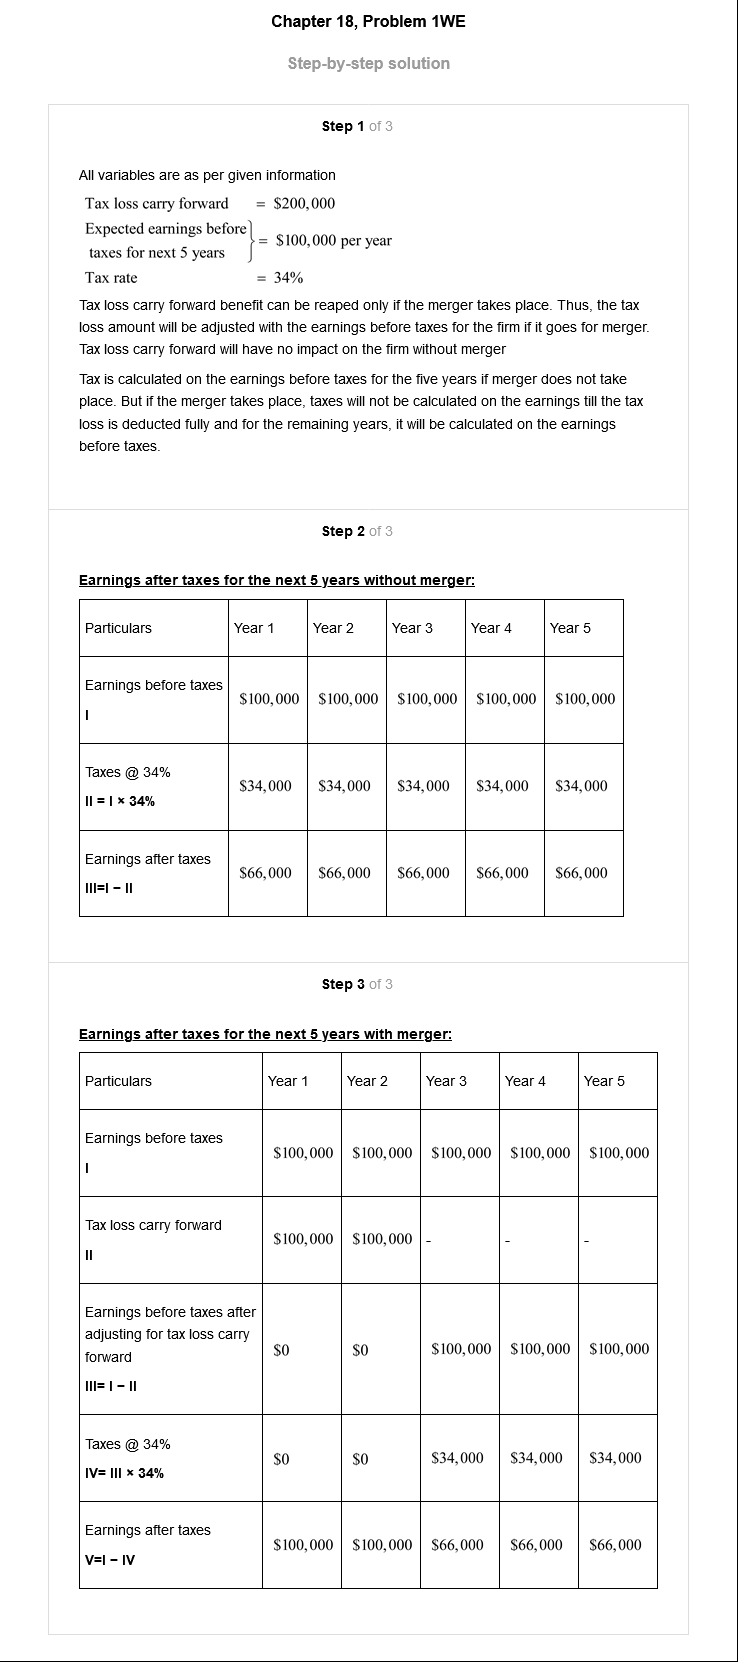 Chapter 18, Problem 1WE
Step-by-step solution
Step 1 of 3
All variables are as per given information
Tax loss carry forward = $200,000
Expected earnings before
taxes for next 5 years } = $100,000 per year
Tax rate = 34%
Tax loss carry forward benefit can be reaped only if the merger takes place. Thus, the tax
loss amount will be adjusted with the earnings before taxes for the firm if it goes for merger.
Tax loss carry forward will have no impact on the firm without merger
Tax is calculated on the earnings before taxes for the five years if merger does not take
place. But if the merger takes place, taxes will not be calculated on the earnings till the tax
loss is deducted fully and for the remaining years, it will be calculated on the earnings
before taxes.
Step 2 of 3
Earnings after taxes for the next 5 years without merger:
Particulars Year 1 Year 2 Year 3 Year 4 Year 5
Earnings before taxes
I
$100,000 $100,000 $100,000 $100,000 $100,000
Taxes @ 34%
II = I × 34%
$34,000 $34,000 $34,000 $34,000 $34,000
Earnings after taxes
III=I − II
$66,000 $66,000 $66,000 $66,000 $66,000
Step 3 of 3
Earnings after taxes for the next 5 years with merger:
Particulars Year 1 Year 2 Year 3 Year 4 Year 5
Earnings before taxes
I
$100,000 $100,000 $100,000 $100,000 $100,000
Tax loss carry forward
II
$100,000 $100,000 - - -
Earnings before taxes after
adjusting for tax loss carry
forward
III= I − II
$0 $0 $100,000 $100,000 $100,000
Taxes @ 34%
IV= III × 34%
$0 $0 $34,000 $34,000 $34,000
Earnings after taxes
V=I − IV
$100,000 $100,000 $66,000 $66,000 $66,000